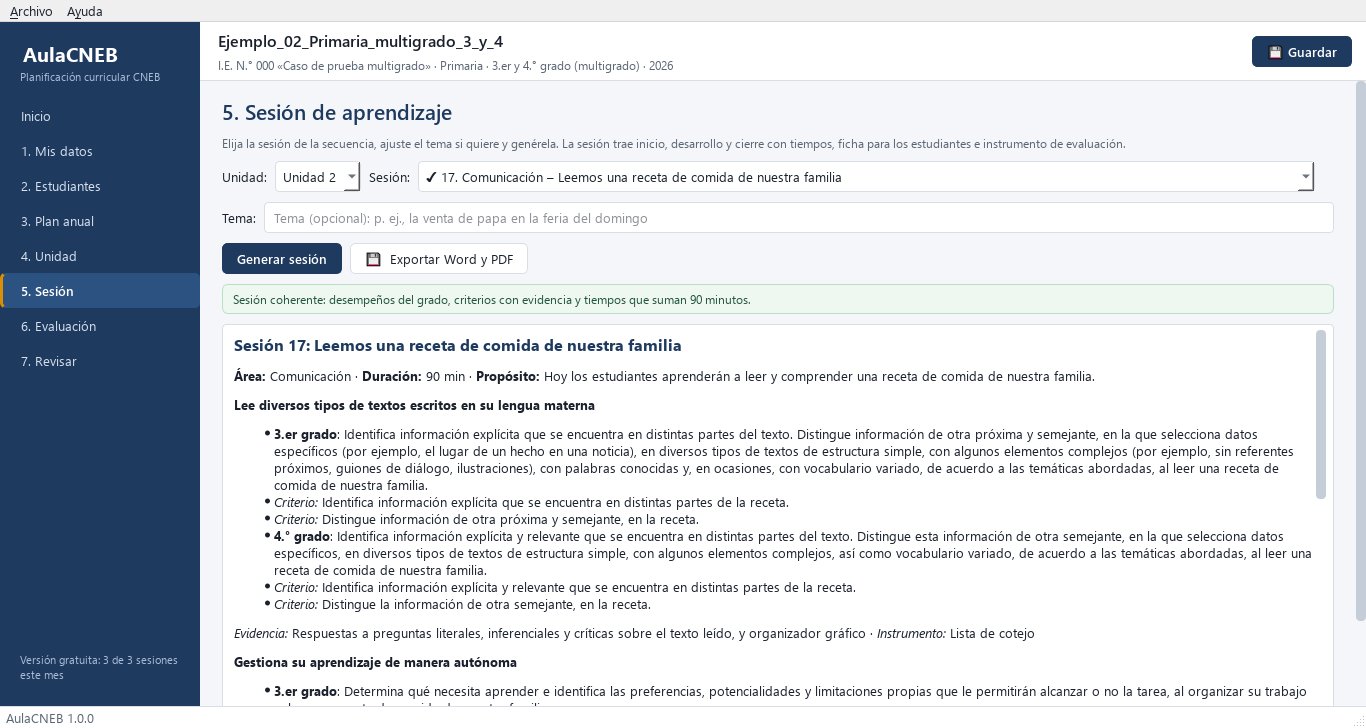 Archivo Ayuda
AulaCNEB
Planificación curricular CNEB
Inicio
1. Mis datos
2. Estudiantes
3. Plan anual
4. Unidad
5. Sesión
6. Evaluación
7. Revisar
Versión gratuita: 3 de 3 sesiones
este mes
Ejemplo_02_Primaria_multigrado_3_y_4
I.E. N.° 000 «Caso de prueba multigrado» · Primaria · 3.er y 4.° grado (multigrado) · 2026
Guardar
5. Sesión de aprendizaje
Elija la sesión de la secuencia, ajuste el tema si quiere y genérela. La sesión trae inicio, desarrollo y cierre con tiempos, ficha para los estudiantes e instrumento de evaluación.
Unidad: Unidad 2 Sesión: ✓ 17. Comunicación – Leemos una receta de comida de nuestra familia
Tema: Tema (opcional): p. ej., la venta de papa en la feria del domingo
Generar sesión Exportar Word y PDF
Sesión coherente: desempeños del grado, criterios con evidencia y tiempos que suman 90 minutos.
Sesión 17: Leemos una receta de comida de nuestra familia
Área: Comunicación · Duración: 90 min · Propósito: Hoy los estudiantes aprenderán a leer y comprender una receta de comida de nuestra familia.
Lee diversos tipos de textos escritos en su lengua materna
• 3.er grado: Identifica información explícita que se encuentra en distintas partes del texto. Distingue información de otra próxima y semejante, en la que selecciona datos
específicos (por ejemplo, el lugar de un hecho en una noticia), en diversos tipos de textos de estructura simple, con algunos elementos complejos (por ejemplo, sin referentes
próximos, guiones de diálogo, ilustraciones), con palabras conocidas y, en ocasiones, con vocabulario variado, de acuerdo a las temáticas abordadas, al leer una receta de
comida de nuestra familia.
• Criterio: Identifica información explícita que se encuentra en distintas partes de la receta.
• Criterio: Distingue información de otra próxima y semejante, en la receta.
• 4.° grado: Identifica información explícita y relevante que se encuentra en distintas partes del texto. Distingue esta información de otra semejante, en la que selecciona datos
específicos, en diversos tipos de textos de estructura simple, con algunos elementos complejos, así como vocabulario variado, de acuerdo a las temáticas abordadas, al leer una
receta de comida de nuestra familia.
• Criterio: Identifica información explícita y relevante que se encuentra en distintas partes de la receta.
• Criterio: Distingue la información de otra semejante, en la receta.
Evidencia: Respuestas a preguntas literales, inferenciales y críticas sobre el texto leído, y organizador gráfico · Instrumento: Lista de cotejo
Gestiona su aprendizaje de manera autónoma
• 3.er grado: Determina qué necesita aprender e identifica las preferencias, potencialidades y limitaciones propias que le permitirán alcanzar o no la tarea, al organizar su trabajo
AulaCNEB 1.0.0